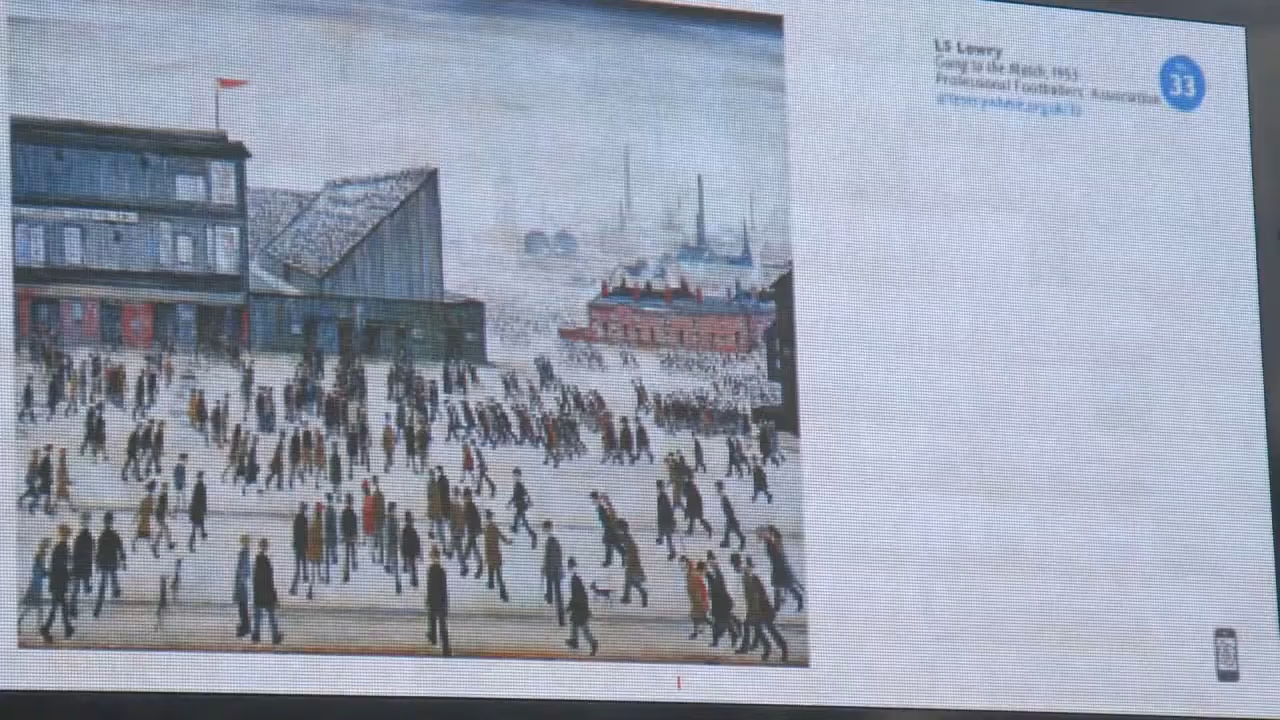 LS Lowry
Going to the Match, 1953
Professional Footballers' Association
33